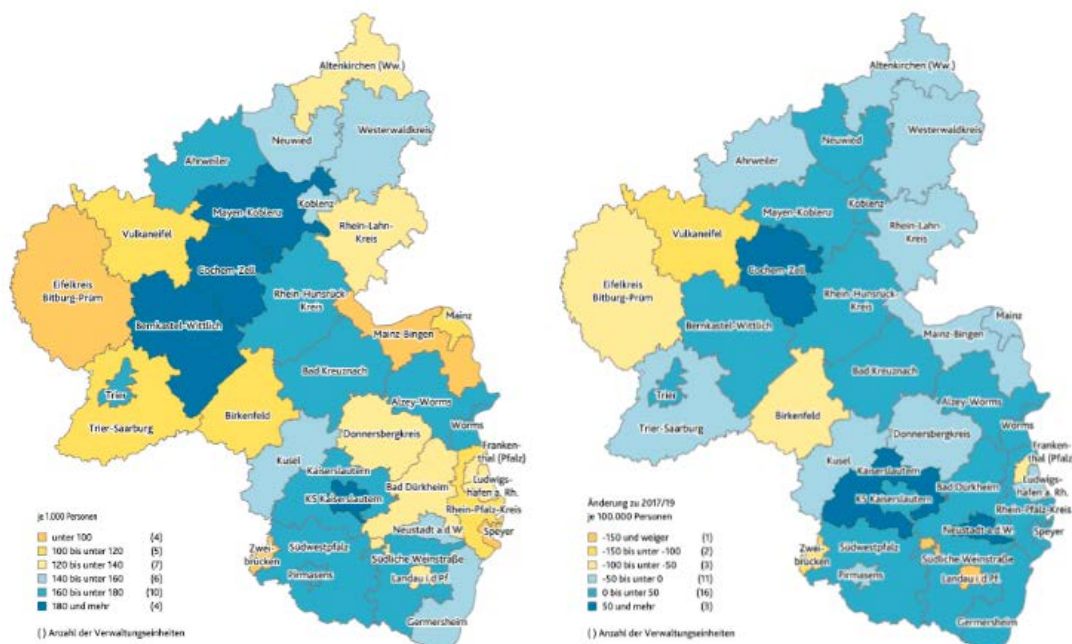 Altenkirchen (Ww.)
Neuwied
Westerwaldkreis
Ahrweiler
Koblenz
Mayen-Koblenz
Rhein-Lahn-
Kreis
Vulkaneifel
Cochem-Zell
Eifelkreis
Bitburg-Prüm
Rhein-Hunsrück-
Kreis
Mainz
Mainz-Bingen
Bernkastel-Wittlich
Bad Kreuznach
Trier
Alzey-Worms
Birkenfeld
Trier-Saarburg
Worms
Donnersbergkreis
Franken-
thal (Pfalz)
Kusel
Kaiserslautern
Ludwigs-
hafen a. Rh.
Bad Dürkheim
KS Kaiserslautern
Rhein-Pfalz-Kreis
Neustadt a.d.W.
Speyer
Zwei-
brücken
Südwestpfalz
Südliche Weinstraße
Pirmasens
Landau i.d.Pf.
Germersheim
je 1.000 Personen
unter 100 (4)
100 bis unter 120 (5)
120 bis unter 140 (7)
140 bis unter 160 (6)
160 bis unter 180 (10)
180 und mehr (4)
( ) Anzahl der Verwaltungseinheiten
Altenkirchen (Ww.)
Neuwied
Westerwaldkreis
Ahrweiler
Koblenz
Mayen-Koblenz
Rhein-Lahn-
Kreis
Vulkaneifel
Cochem-Zell
Eifelkreis
Bitburg-Prüm
Rhein-Hunsrück-
Kreis
Mainz
Mainz-Bingen
Bernkastel-Wittlich
Bad Kreuznach
Trier
Alzey-Worms
Birkenfeld
Trier-Saarburg
Worms
Donnersbergkreis
Franken-
thal (Pfalz)
Kusel
Kaiserslautern
Ludwigs-
hafen a. Rh.
Bad Dürkheim
KS Kaiserslautern
Rhein-Pfalz-Kreis
Neustadt a.d.W.
Speyer
Zwei-
brücken
Südwestpfalz
Südliche Weinstraße
Pirmasens
Landau i.d.Pf.
Germersheim
Änderung zu 2017/19
je 100.000 Personen
-150 und weniger (1)
-150 bis unter -100 (2)
-100 bis unter -50 (3)
-50 bis unter 0 (11)
0 bis unter 50 (16)
50 und mehr (3)
( ) Anzahl der Verwaltungseinheiten